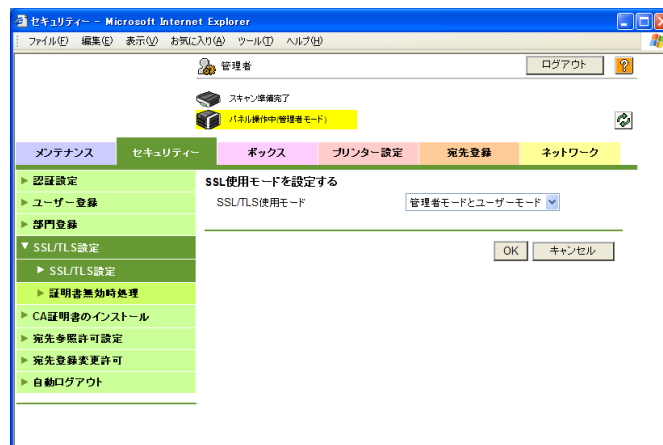 セキュリティー - Microsoft Internet Explorer
ファイル(F) 編集(E) 表示(V) お気に入り(A) ツール(T) ヘルプ(H)
管理者
ログアウト
?
スキャン準備完了
パネル操作中(管理者モード)
メンテナンス セキュリティー ボックス プリンター設定 宛先登録 ネットワーク
認証設定
ユーザー登録
部門登録
SSL/TLS設定
SSL/TLS設定
証明書無効時処理
CA証明書のインストール
宛先参照許可設定
宛先登録変更許可
自動ログアウト
SSL使用モードを設定する
SSL/TLS使用モード 管理者モードとユーザーモード
OK キャンセル